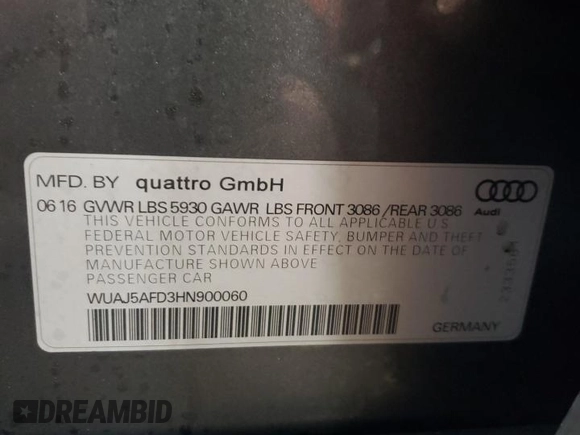 MFD. BY quattro GmbH
06 16 GVWR LBS 5930 GAWR LBS FRONT 3086 / REAR 3086
THIS VEHICLE CONFORMS TO ALL APPLICABLE U.S
FEDERAL MOTOR VEHICLE SAFETY, BUMPER AND THEFT
PREVENTION STANDARDS IN EFFECT ON THE DATE OF
MANUFACTURE SHOWN ABOVE
PASSENGER CAR
WUAJ5AFD3HN900060
Audi
GERMANY
DREAMBID